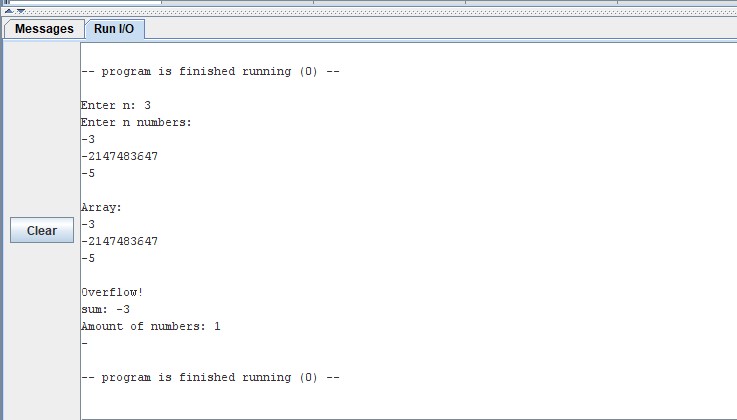 Messages Run I/O
-- program is finished running (0) --
Enter n: 3
Enter n numbers:
-3
-2147483647
-5
Array:
-3
-2147483647
-5
Clear
Overflow!
sum: -3
Amount of numbers: 1
-
-- program is finished running (0) --